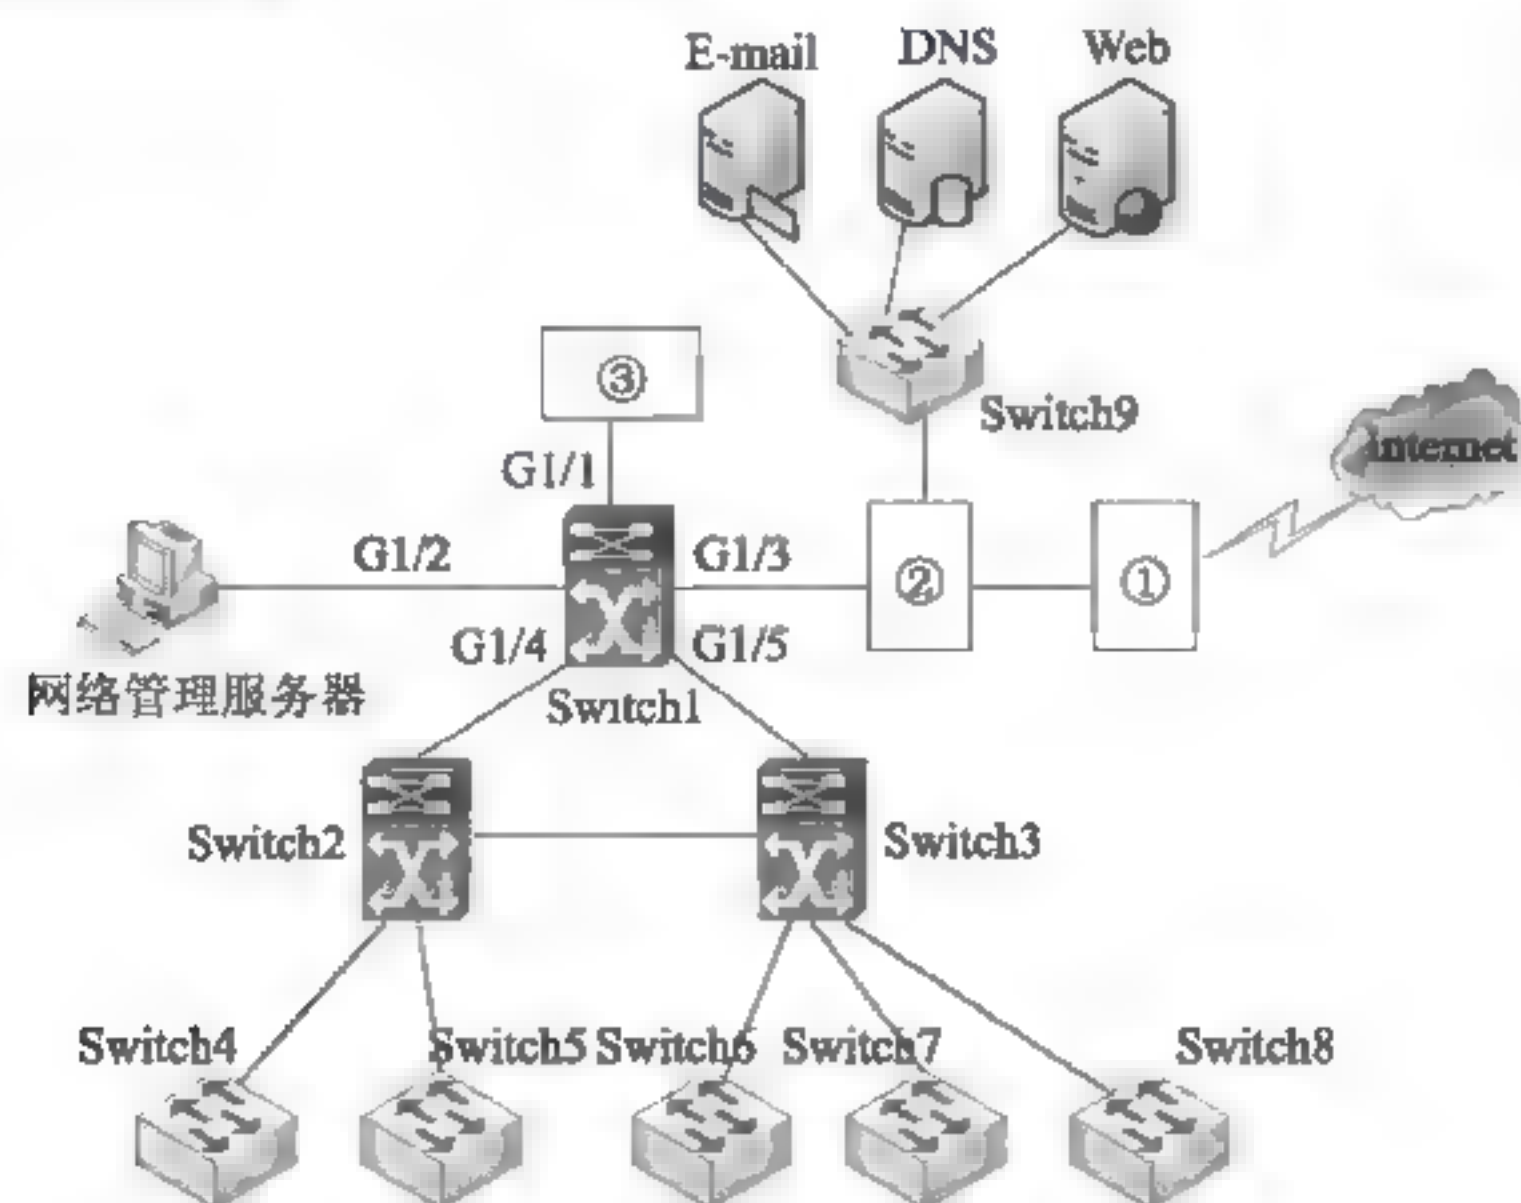 E-mail DNS Web
③
Switch9
internet
G1/1
G1/2
G1/3
②
①
G1/4
G1/5
网络管理服务器
Switch1
Switch2
Switch3
Switch4
Switch5
Switch6
Switch7
Switch8